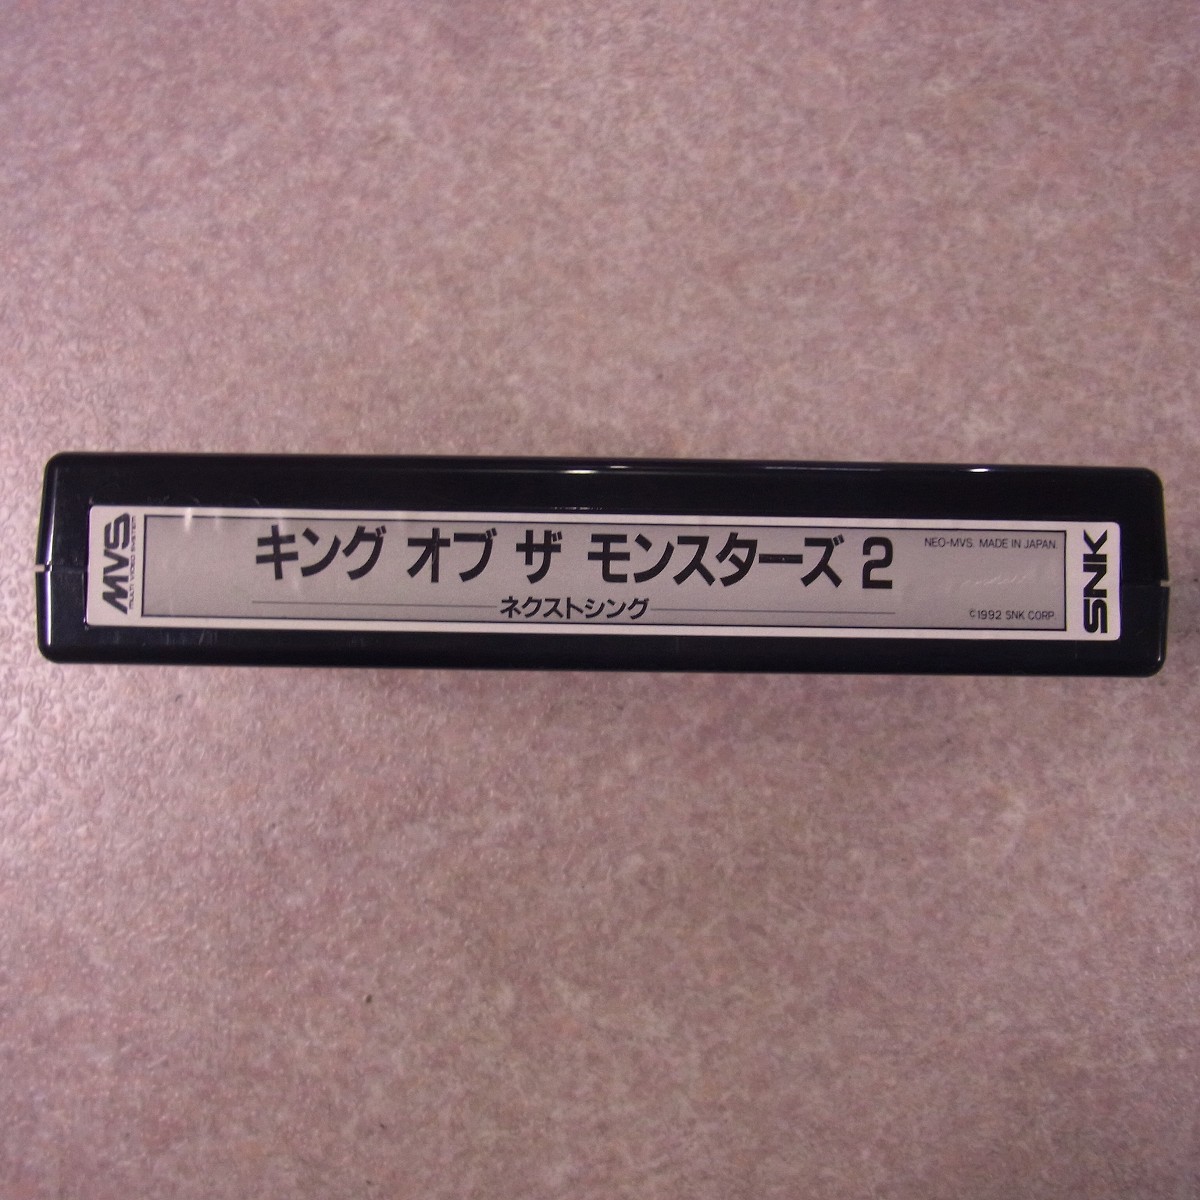 MVS
MULTI VIDEO SYSTEM
キング オブ ザ モンスターズ 2
ネクストシング
NEO-MVS. MADE IN JAPAN.
©1992 SNK CORP.
SNK